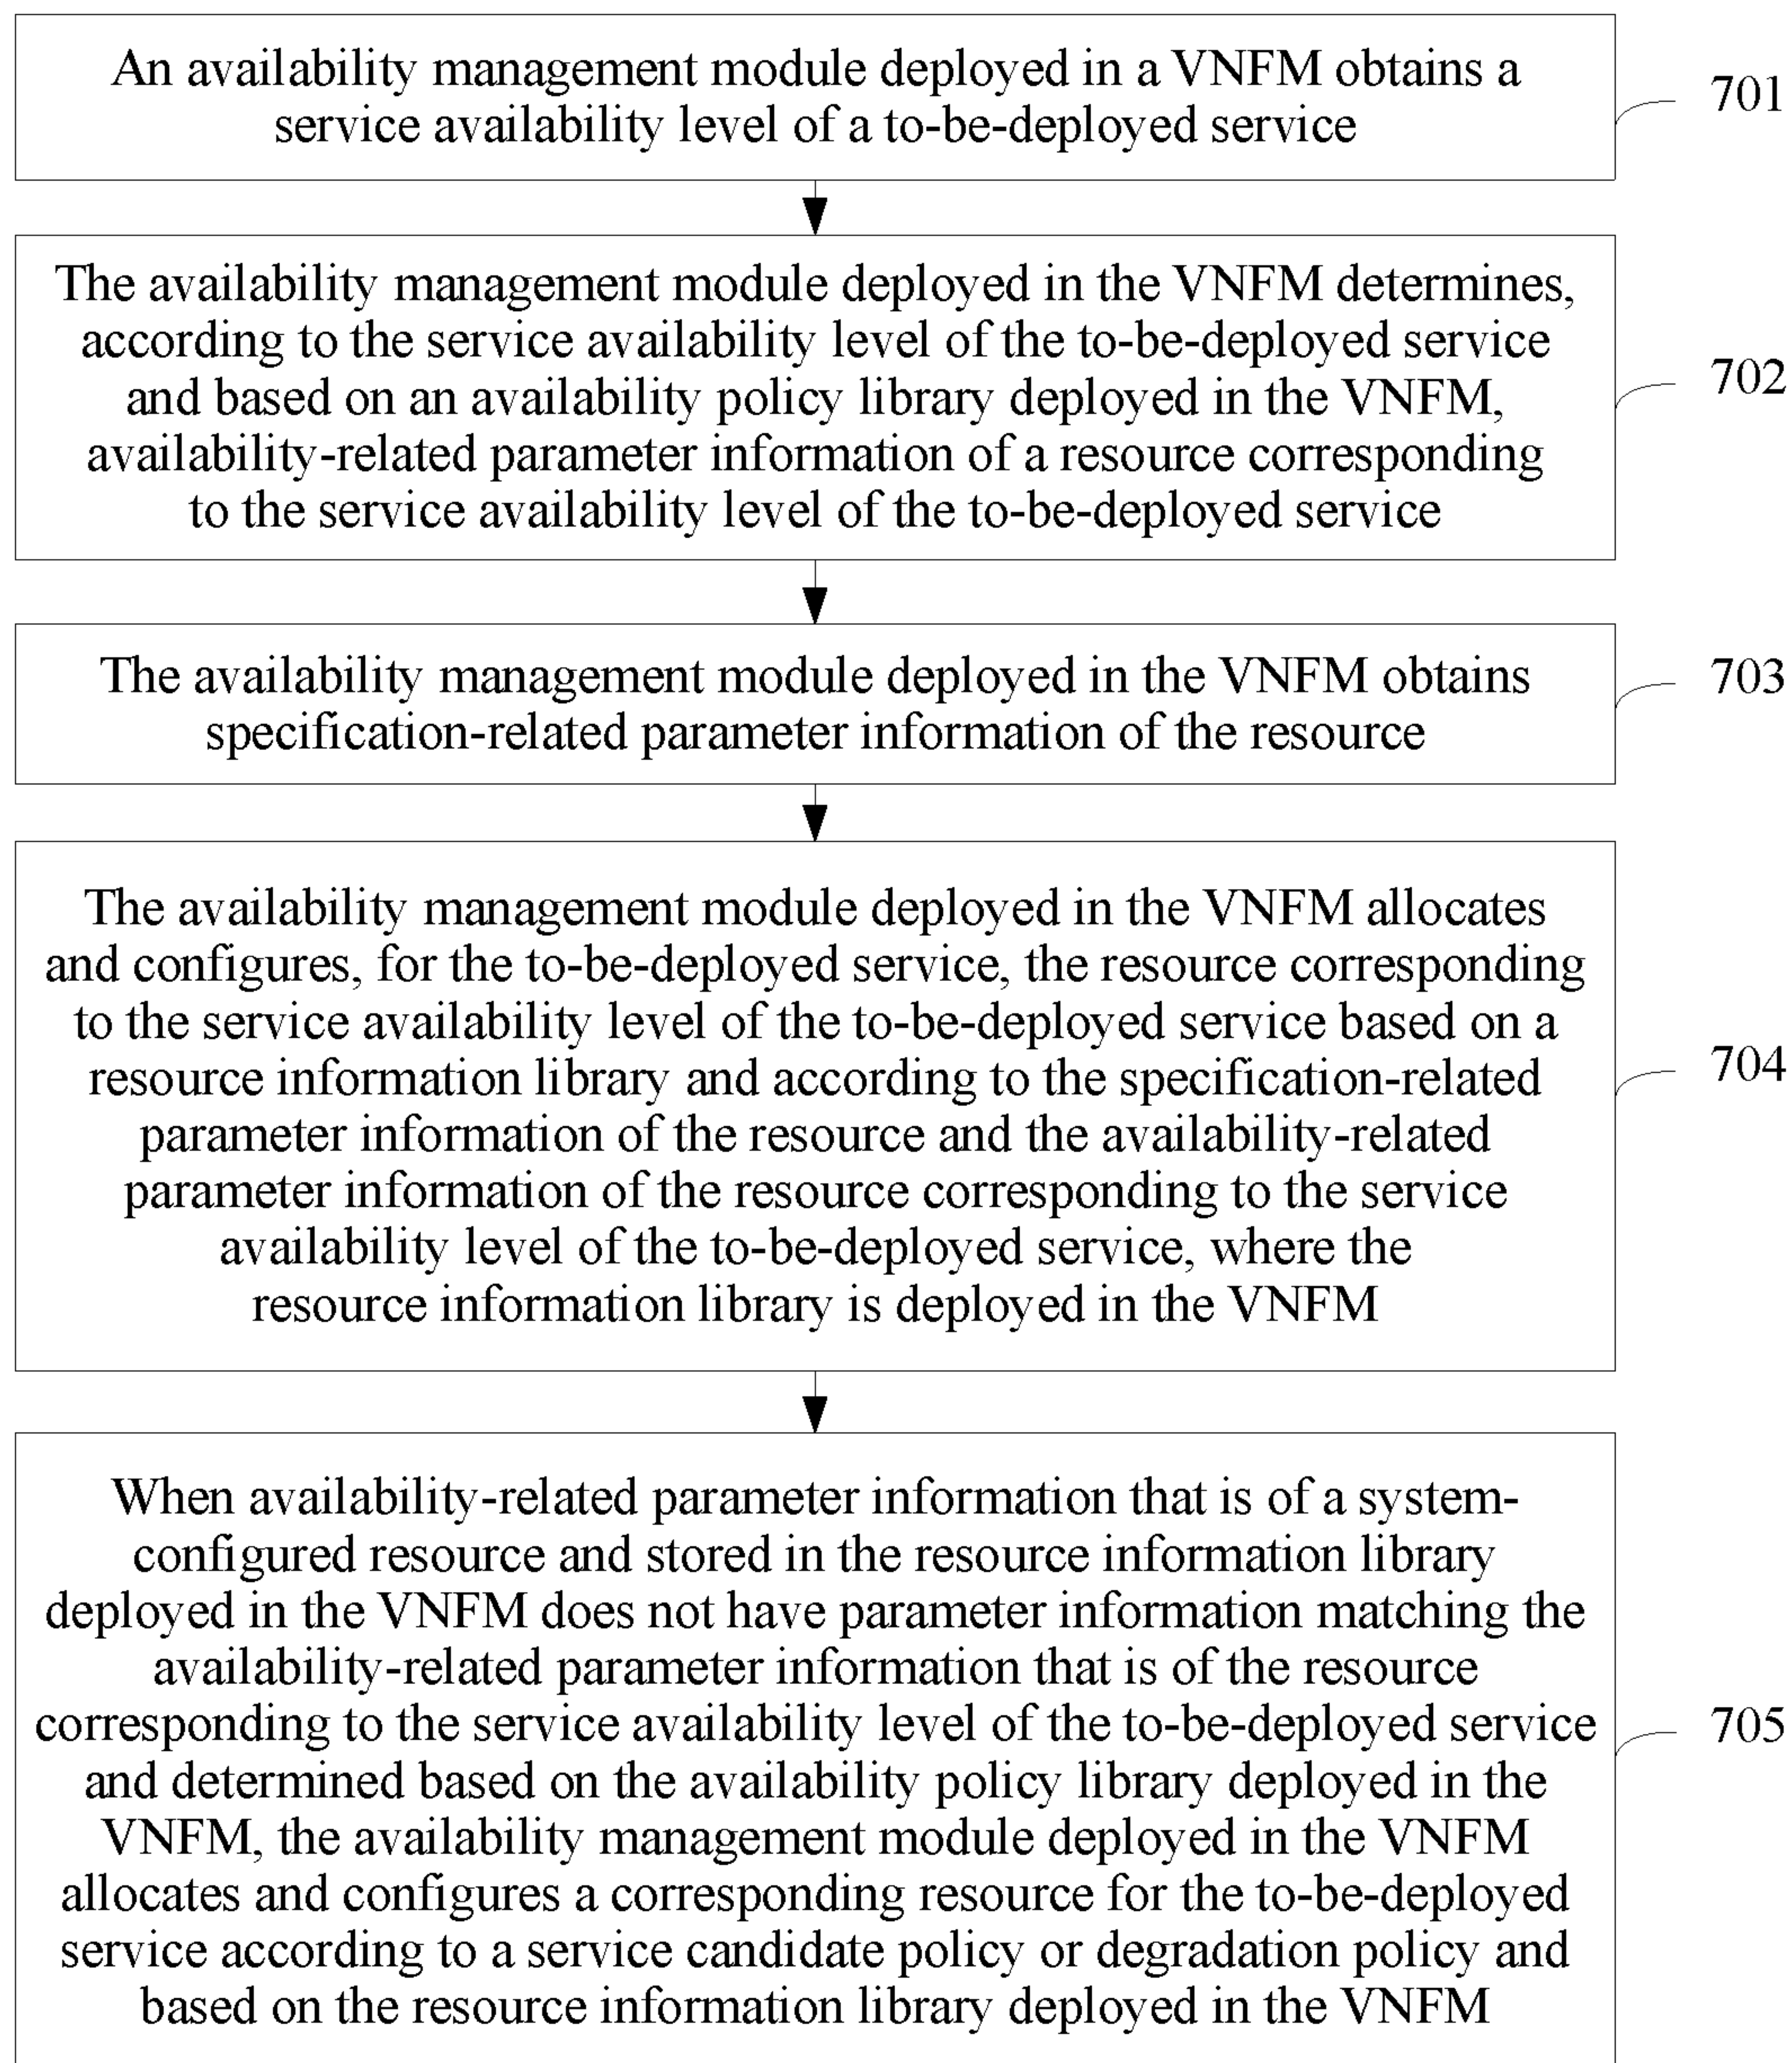 An availability management module deployed in a VNFM obtains a
service availability level of a to-be-deployed service
701
The availability management module deployed in the VNFM determines,
according to the service availability level of the to-be-deployed service
and based on an availability policy library deployed in the VNFM,
availability-related parameter information of a resource corresponding
to the service availability level of the to-be-deployed service
702
The availability management module deployed in the VNFM obtains
specification-related parameter information of the resource
703
The availability management module deployed in the VNFM allocates
and configures, for the to-be-deployed service, the resource corresponding
to the service availability level of the to-be-deployed service based on a
resource information library and according to the specification-related
parameter information of the resource and the availability-related
parameter information of the resource corresponding to the service
availability level of the to-be-deployed service, where the
resource information library is deployed in the VNFM
704
When availability-related parameter information that is of a system-
configured resource and stored in the resource information library
deployed in the VNFM does not have parameter information matching the
availability-related parameter information that is of the resource
corresponding to the service availability level of the to-be-deployed service
and determined based on the availability policy library deployed in the
VNFM, the availability management module deployed in the VNFM
allocates and configures a corresponding resource for the to-be-deployed
service according to a service candidate policy or degradation policy and
based on the resource information library deployed in the VNFM
705